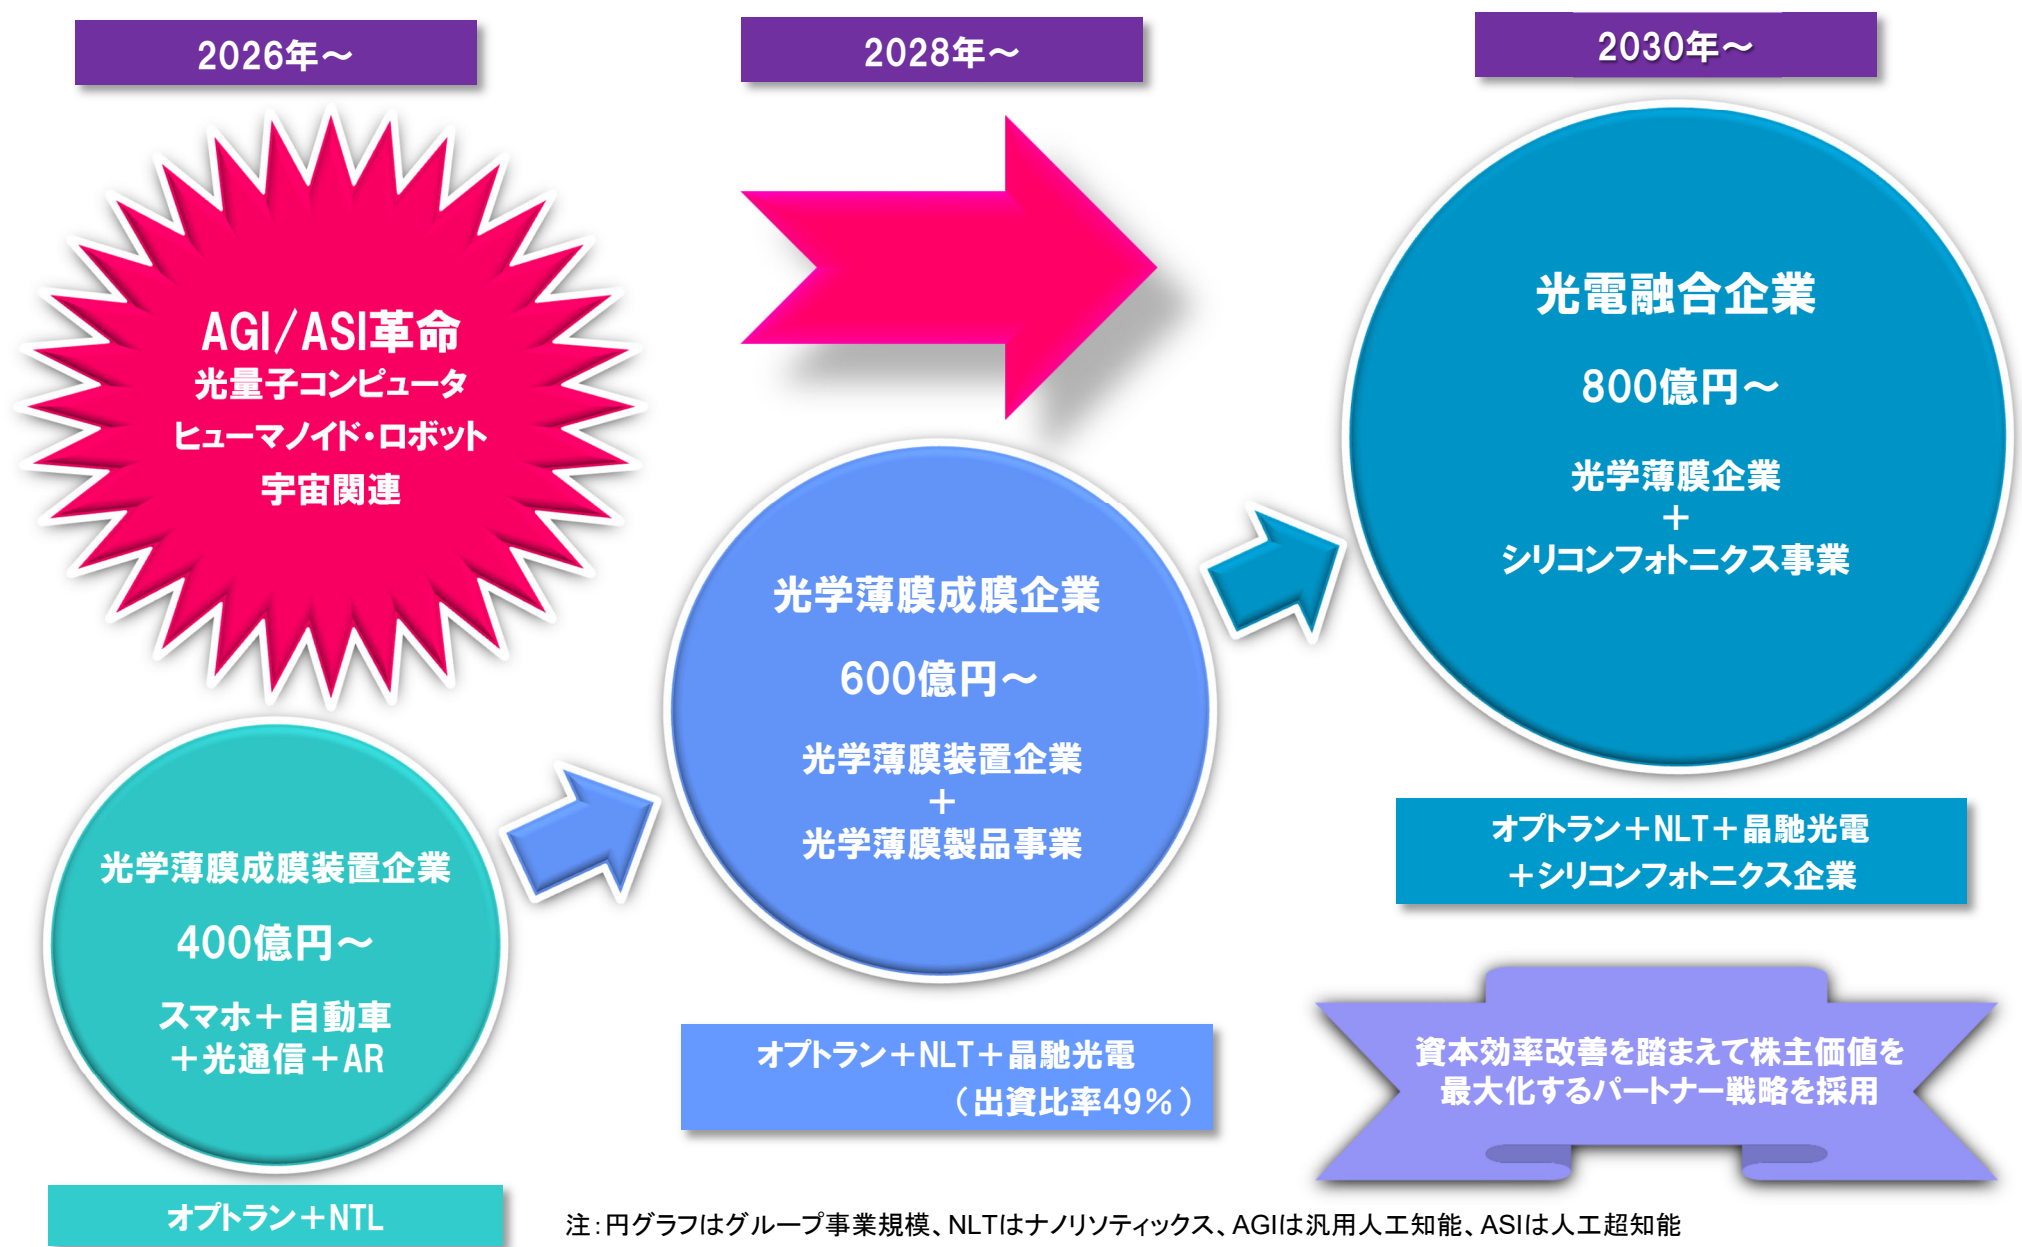 2026年～
2028年～
2030年～
AGI/ASI革命
光量子コンピュータ
ヒューマノイド・ロボット
宇宙関連
光学薄膜成膜装置企業
400億円～
スマホ＋自動車
＋光通信＋AR
オプトラン＋NTL
光学薄膜成膜企業
600億円～
光学薄膜装置企業
＋
光学薄膜製品事業
オプトラン＋NLT＋晶馳光電
（出資比率49％）
光電融合企業
800億円～
光学薄膜企業
＋
シリコンフォトニクス事業
オプトラン＋NLT＋晶馳光電
＋シリコンフォトニクス企業
資本効率改善を踏まえて株主価値を
最大化するパートナー戦略を採用
注：円グラフはグループ事業規模、NLTはナノリソティックス、AGIは汎用人工知能、ASIは人工超知能